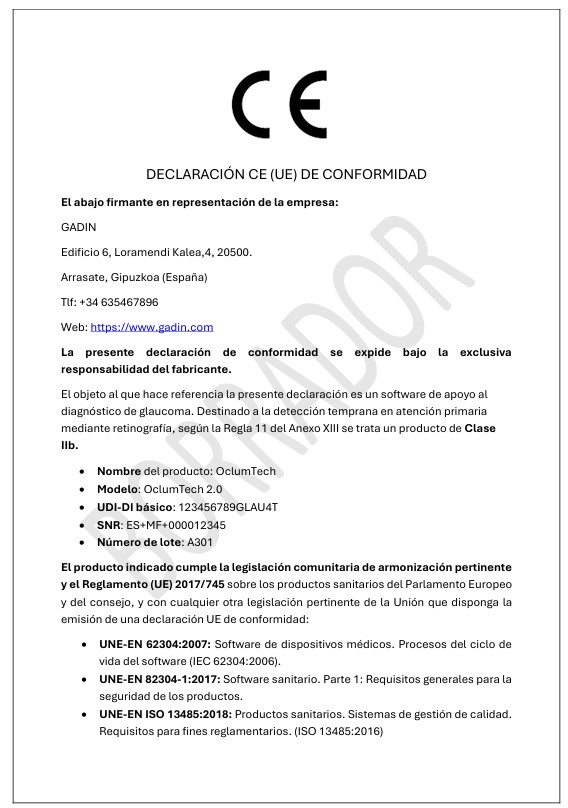 CE
DECLARACIÓN CE (UE) DE CONFORMIDAD
El abajo firmante en representación de la empresa:
GADIN
Edificio 6, Loramendi Kalea,4, 20500.
Arrasate, Gipuzkoa (España)
Tlf: +34 635467896
Web: https://www.gadin.com
La presente declaración de conformidad se expide bajo la exclusiva
responsabilidad del fabricante.
El objeto al que hace referencia la presente declaración es un software de apoyo al
diagnóstico de glaucoma. Destinado a la detección temprana en atención primaria
mediante retinografía, según la Regla 11 del Anexo XIII se trata un producto de Clase
IIb.
• Nombre del producto: OclumTech
• Modelo: OclumTech 2.0
• UDI-DI básico: 123456789GLAU4T
• SNR: ES+MF+000012345
• Número de lote: A301
El producto indicado cumple la legislación comunitaria de armonización pertinente
y el Reglamento (UE) 2017/745 sobre los productos sanitarios del Parlamento Europeo
y del consejo, y con cualquier otra legislación pertinente de la Unión que disponga la
emisión de una declaración UE de conformidad:
• UNE-EN 62304:2007: Software de dispositivos médicos. Procesos del ciclo de
vida del software (IEC 62304:2006).
• UNE-EN 82304-1:2017: Software sanitario. Parte 1: Requisitos generales para la
seguridad de los productos.
• UNE-EN ISO 13485:2018: Productos sanitarios. Sistemas de gestión de calidad.
Requisitos para fines reglamentarios. (ISO 13485:2016)
BORRADOR